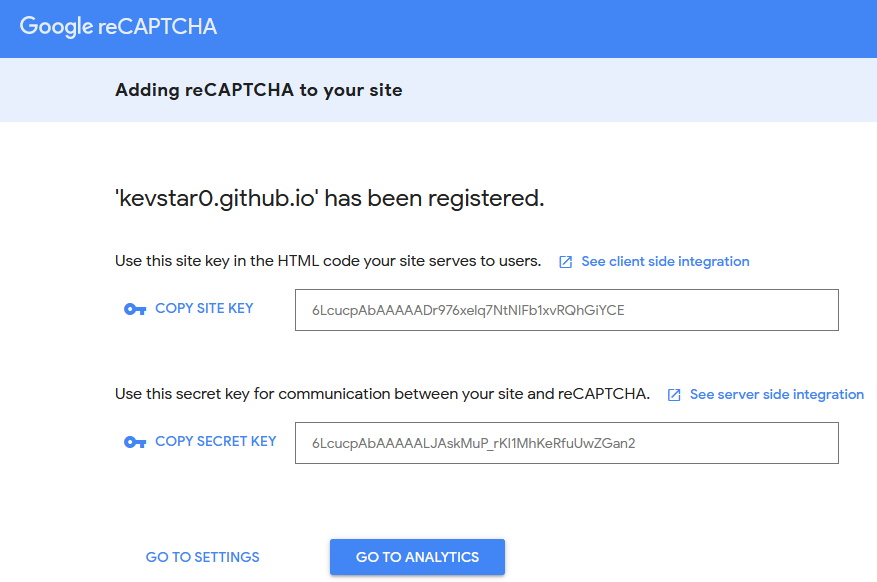 Google reCAPTCHA
Adding reCAPTCHA to your site
'kevstar0.github.io' has been registered.
Use this site key in the HTML code your site serves to users. See client side integration
COPY SITE KEY 6LcucpAbAAAAADr976xelq7NtNIFb1xvRQhGiYCE
Use this secret key for communication between your site and reCAPTCHA. See server side integration
COPY SECRET KEY 6LcucpAbAAAAALJAskMuP_rKI1MhKeRfuUwZGan2
GO TO SETTINGS GO TO ANALYTICS